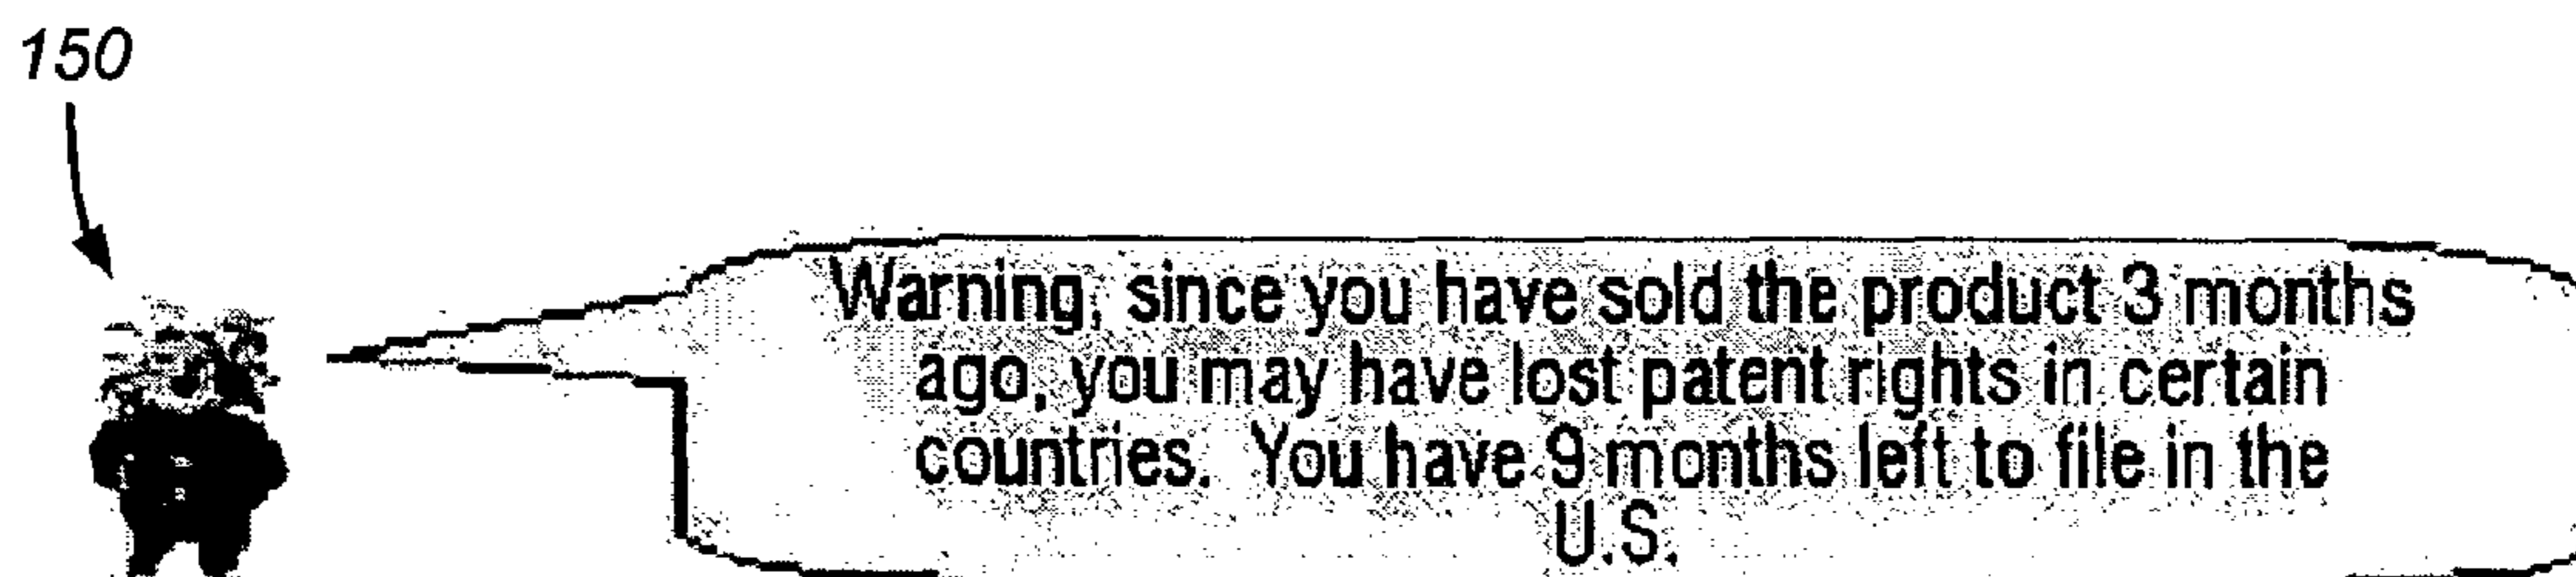 150
Warning, since you have sold the product 3 months
ago, you may have lost patent rights in certain
countries. You have 9 months left to file in the
U.S.